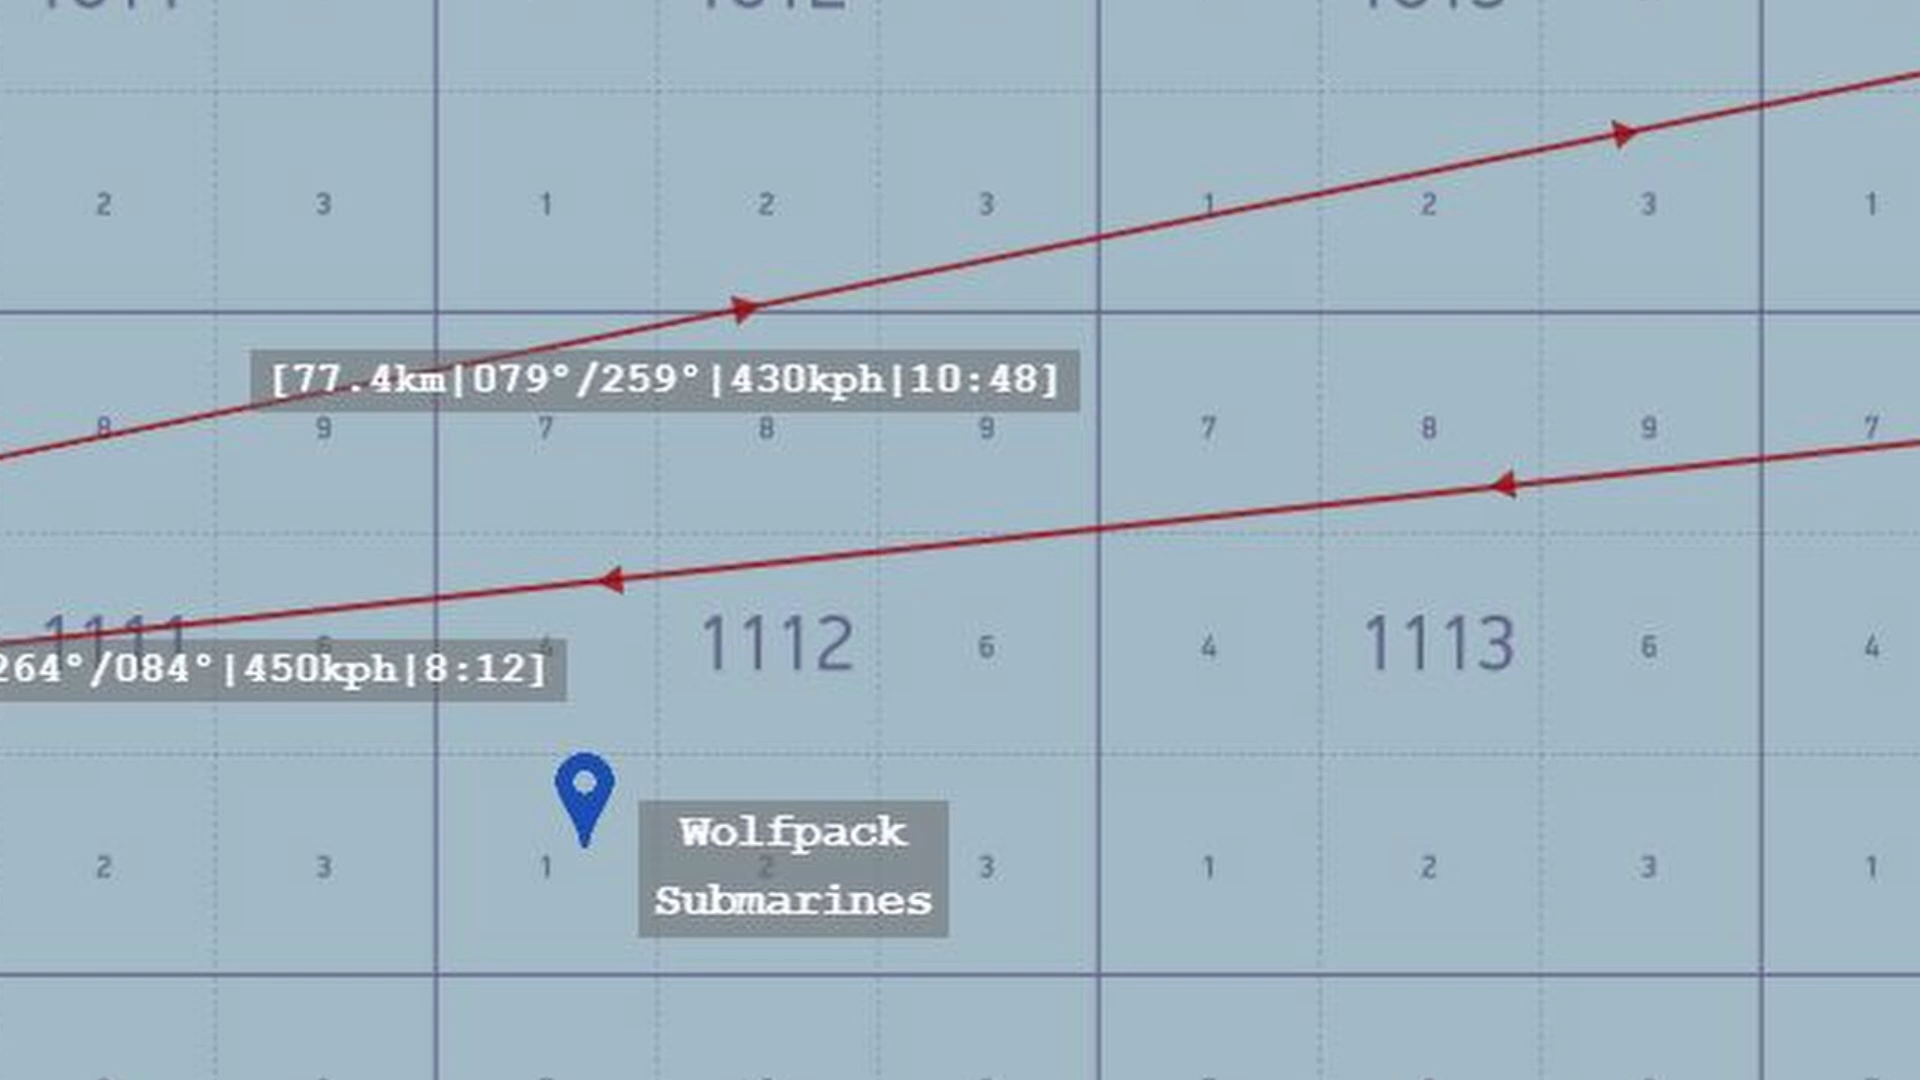 2 3 1 2 3 1 2 3 1
[77.4km|079°/259°|430kph|10:48]
8 9 7 8 9 7 8 9 7
1111 1112 6 4 1113 6 4
264°/084°|450kph|8:12]
Wolfpack
2 3 1 2 3 1 2 3 1
Submarines